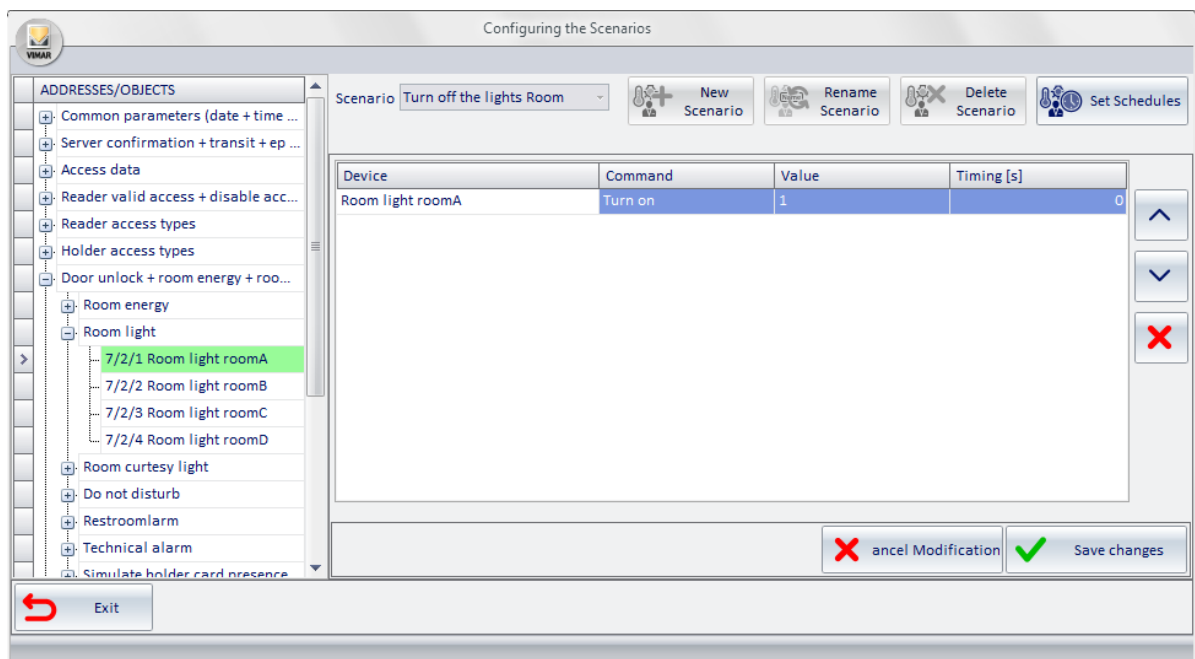 Configuring the Scenarios
VIMAR
ADDRESSES/OBJECTS
Common parameters (date + time ...
Server confirmation + transit + ep ...
Access data
Reader valid access + disable acc...
Reader access types
Holder access types
Door unlock + room energy + roo...
Room energy
Room light
7/2/1 Room light roomA
7/2/2 Room light roomB
7/2/3 Room light roomC
7/2/4 Room light roomD
Room curtesy light
Do not disturb
Restroomlarm
Technical alarm
Simulate holder card presence
Scenario Turn off the lights Room
New
Scenario
Rename
Scenario
Delete
Scenario
Set Schedules
Device Command Value Timing [s]
Room light roomA Turn on 1 0
ancel Modification
Save changes
Exit